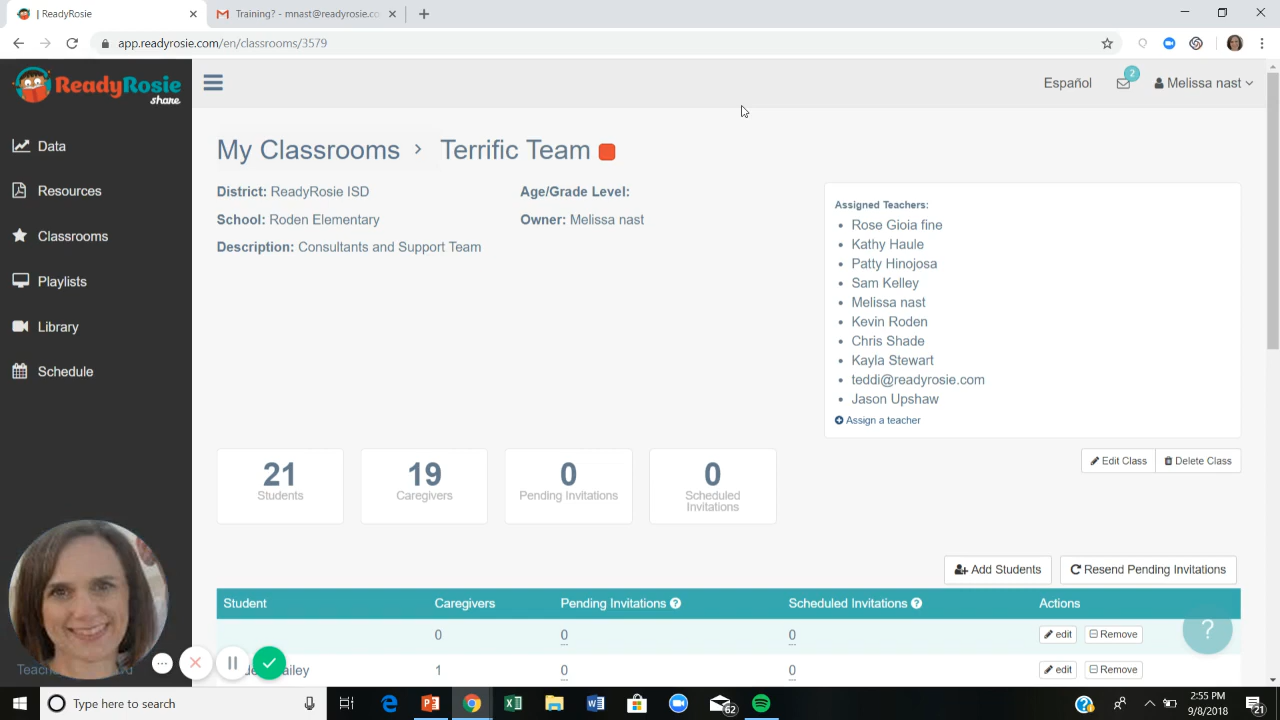 | ReadyRosie
Training? - mnast@readyrosie.co
app.readyrosie.com/en/classrooms/3579
ReadyRosie
share
Español
2
Melissa nast
Data
Resources
Classrooms
Playlists
Library
Schedule
My Classrooms > Terrific Team
District: ReadyRosie ISD
Age/Grade Level:
School: Roden Elementary
Owner: Melissa nast
Description: Consultants and Support Team
Assigned Teachers:
• Rose Gioia fine
• Kathy Haule
• Patty Hinojosa
• Sam Kelley
• Melissa nast
• Kevin Roden
• Chris Shade
• Kayla Stewart
• teddi@readyrosie.com
• Jason Upshaw
Assign a teacher
Edit Class
Delete Class
21
Students
19
Caregivers
0
Pending Invitations
0
Scheduled
Invitations
Add Students
Resend Pending Invitations
Student Caregivers Pending Invitations ? Scheduled Invitations ? Actions
0 0 0 edit Remove
ailey 1 0 0 edit Remove
?
Type here to search
62
2:55 PM
9/8/2018
21